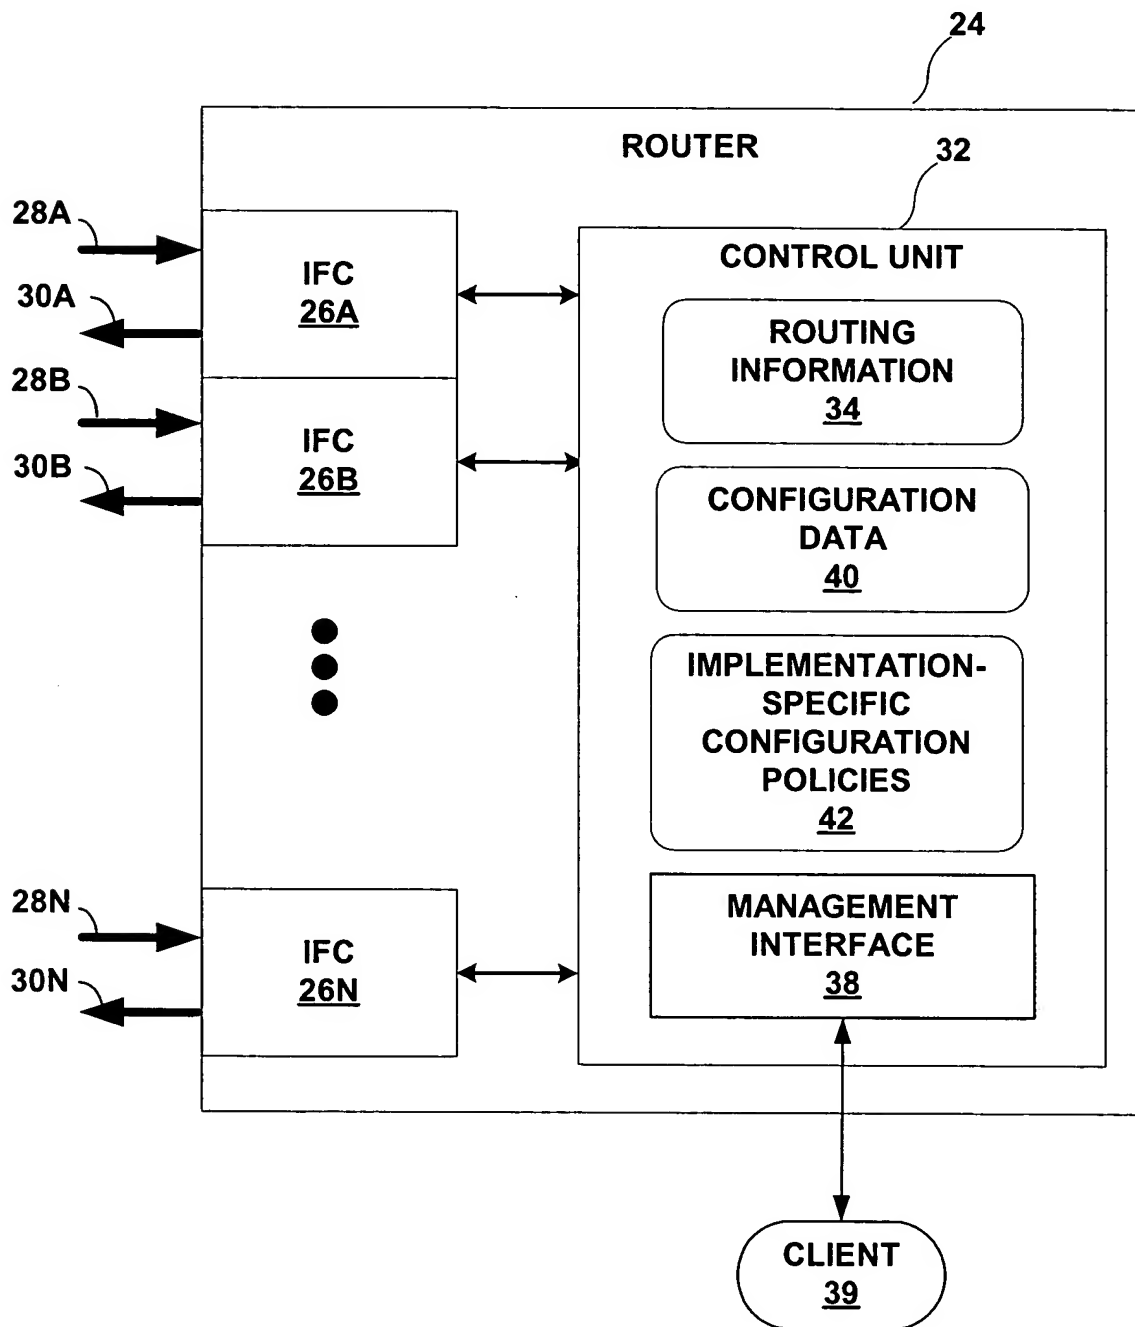 24
ROUTER
32
28A
30A
28B
30B
IFC
26A
IFC
26B
28N
30N
IFC
26N
CONTROL UNIT
ROUTING
INFORMATION
34
CONFIGURATION
DATA
40
IMPLEMENTATION-
SPECIFIC
CONFIGURATION
POLICIES
42
MANAGEMENT
INTERFACE
38
CLIENT
39